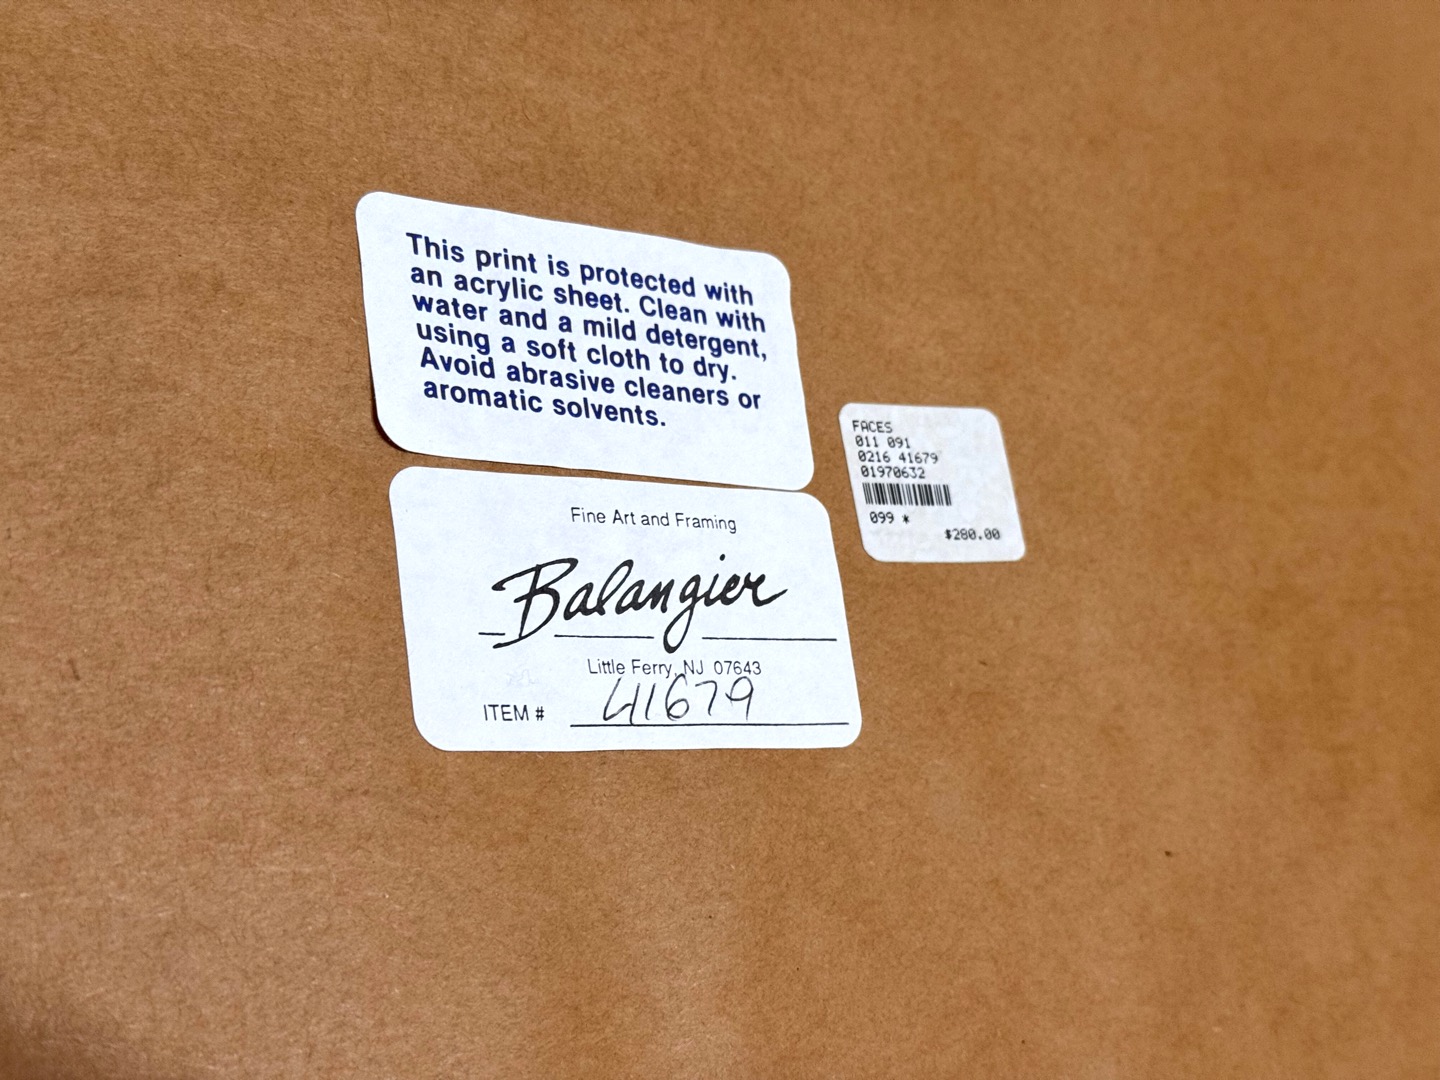 This print is protected with
an acrylic sheet. Clean with
water and a mild detergent,
using a soft cloth to dry.
Avoid abrasive cleaners or
aromatic solvents.
Fine Art and Framing
Balangier
Little Ferry, NJ 07643
ITEM # 41679
FACES
011 091
0216 41679
01970632
099 *
$280.00